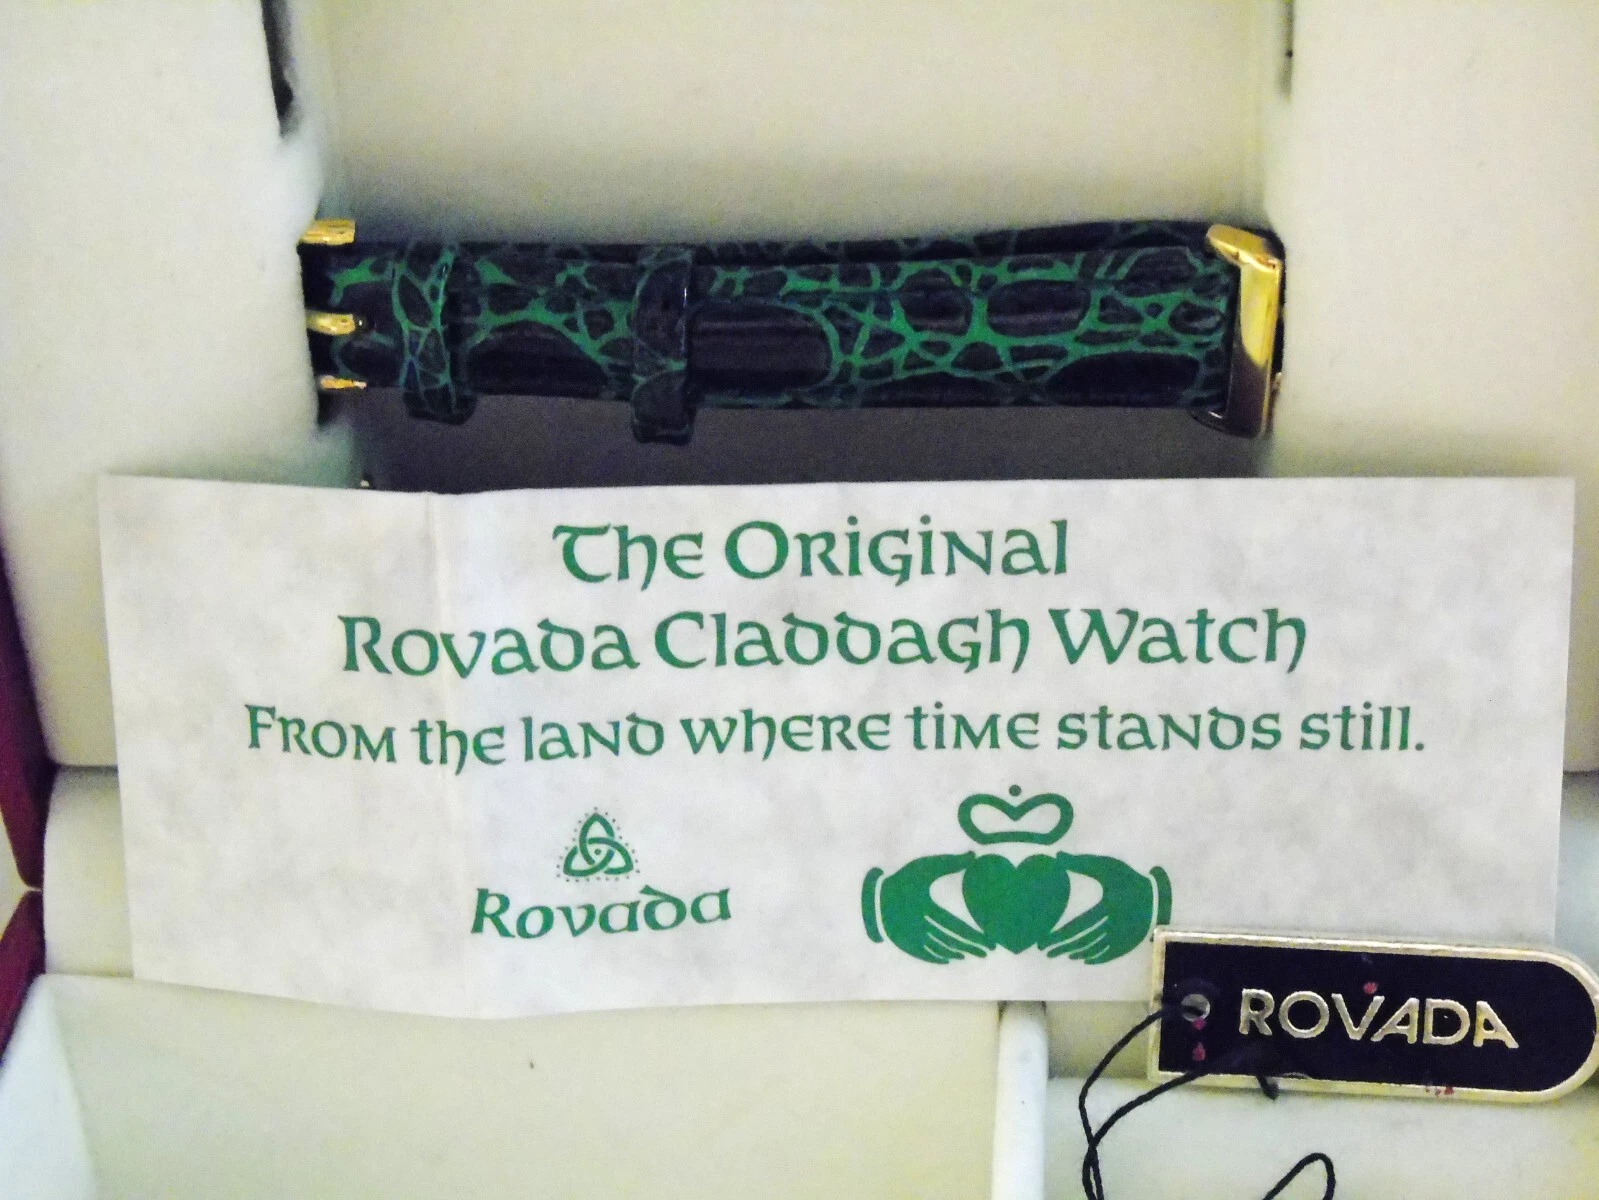 The Original
Rovada Claddagh Watch
From the land where time stands still.
Rovada
ROVADA